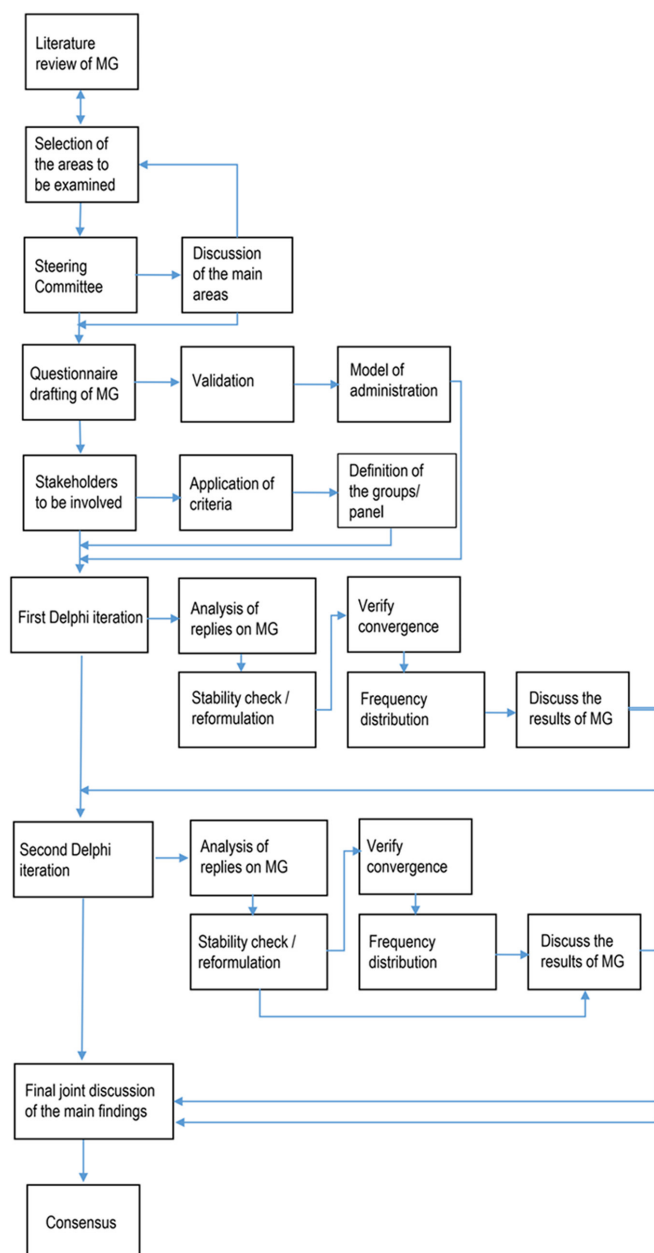 Literature
review of MG
Selection of
the areas to
be examined
Steering
Committee
Discussion
of the main
areas
Questionnaire
drafting of MG
Validation
Model of
administration
Stakeholders
to be involved
Application of
criteria
Definition of
the groups/
panel
First Delphi iteration
Analysis of
replies on MG
Verify
convergence
Stability check /
reformulation
Frequency
distribution
Discuss the
results of MG
Second Delphi
iteration
Analysis of
replies on MG
Verify
convergence
Stability check /
reformulation
Frequency
distribution
Discuss the
results of MG
Final joint discussion
of the main findings
Consensus